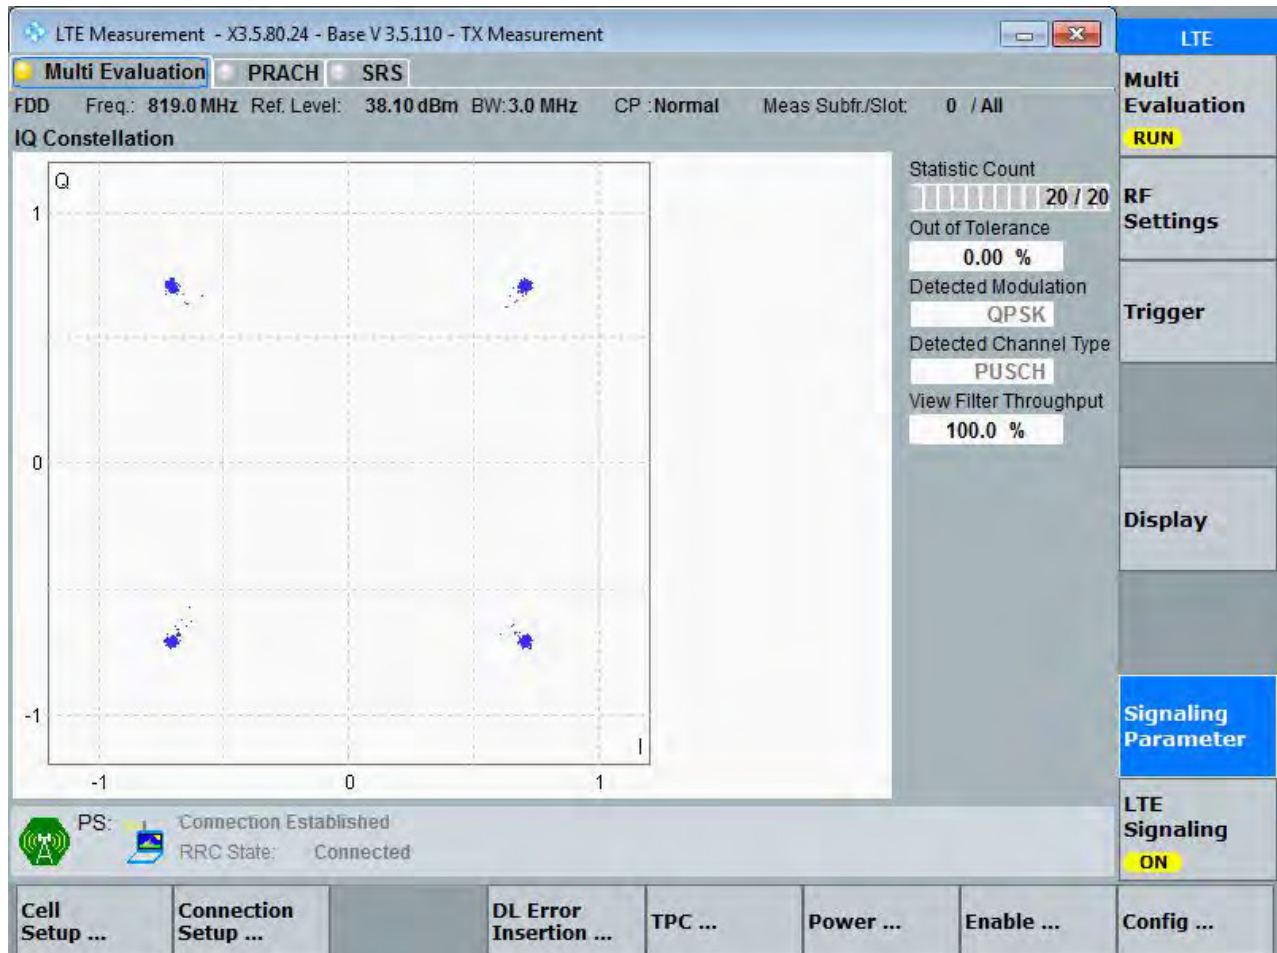 LTE Measurement - X3.5.80.24 - Base V 3.5.110 - TX Measurement
LTE
Multi Evaluation PRACH SRS
FDD Freq.: 819.0 MHz Ref. Level: 38.10 dBm BW: 3.0 MHz CP : Normal Meas Subfr./Slot: 0 / All
IQ Constellation
Q
1
0
-1
-1
0
1
I
Statistic Count
20 / 20
Out of Tolerance
0.00 %
Detected Modulation
QPSK
Detected Channel Type
PUSCH
View Filter Throughput
100.0 %
Multi
Evaluation
RUN
RF
Settings
Trigger
Display
Signaling
Parameter
LTE
Signaling
ON
PS: Connection Established
RRC State: Connected
Cell
Setup ...
Connection
Setup ...
DL Error
Insertion ...
TPC ...
Power ...
Enable ...
Config ...